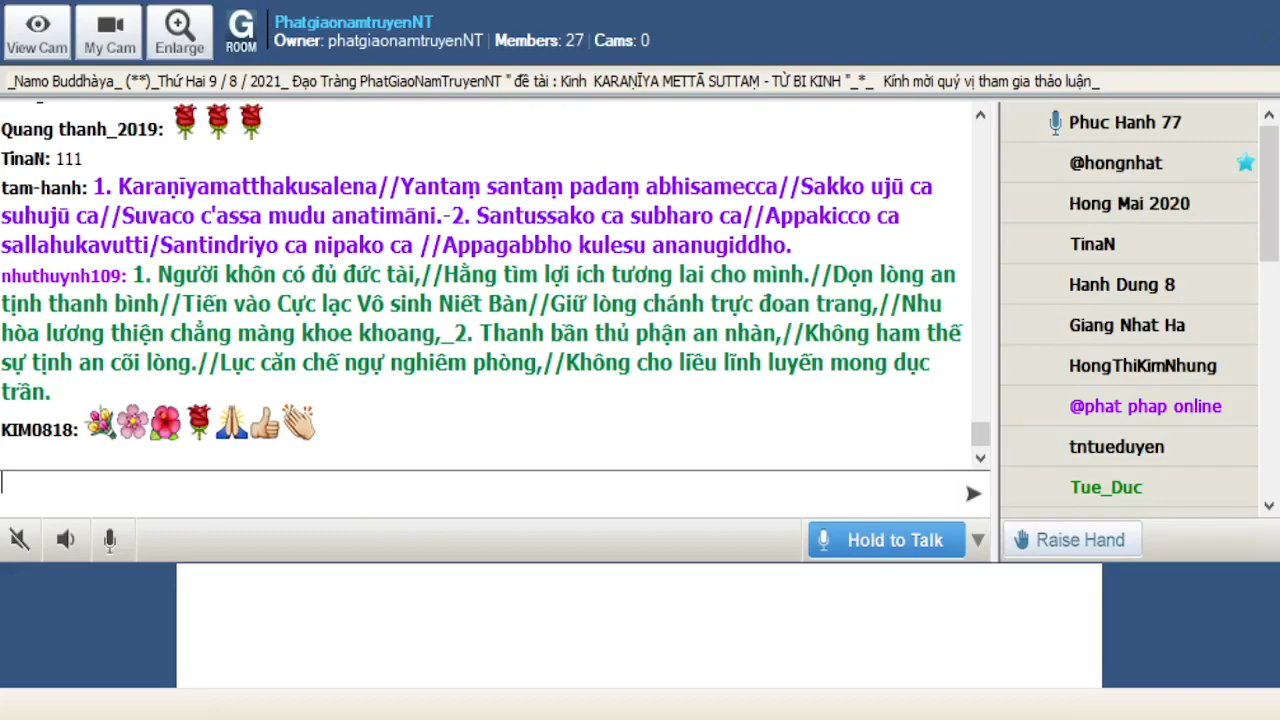 View Cam
My Cam
Enlarge
G
ROOM
PhatgiaonamtruyenNT
Owner: phatgiaonamtruyenNT | Members: 27 | Cams: 0
_Namo Buddhàya_ (**)_Thứ Hai 9 / 8 / 2021_ Đạo Tràng PhatGiaoNamTruyenNT " đề tài : Kinh KARAṆĪYA METTĀ SUTTAṂ - TỪ BI KINH "_*_ Kính mời quý vị tham gia thảo luận_
Quang thanh_2019:
TinaN: 111
tam-hanh: 1. Karaṇīyamatthakusalena//Yantaṃ santaṃ padaṃ abhisamecca//Sakko ujū ca
suhujū ca//Suvaco c'assa mudu anatimāni.-2. Santussako ca subharo ca//Appakicco ca
sallahukavutti/Santindriyo ca nipako ca //Appagabbho kulesu ananugiddho.
nhuthuynh109: 1. Người khôn có đủ đức tài,//Hằng tìm lợi ích tương lai cho mình.//Dọn lòng an
tịnh thanh bình//Tiến vào Cực lạc Vô sinh Niết Bàn//Giữ lòng chánh trực đoan trang,//Nhu
hòa lương thiện chẳng màng khoe khoang,_2. Thanh bần thủ phận an nhàn,//Không ham thế
sự tịnh an cõi lòng.//Lục căn chế ngự nghiêm phòng,//Không cho liều lĩnh luyến mong dục
trần.
KIM0818:
Hold to Talk
Phuc Hanh 77
@hongnhat
Hong Mai 2020
TinaN
Hanh Dung 8
Giang Nhat Ha
HongThiKimNhung
@phat phap online
tntueduyen
Tue_Duc
Raise Hand